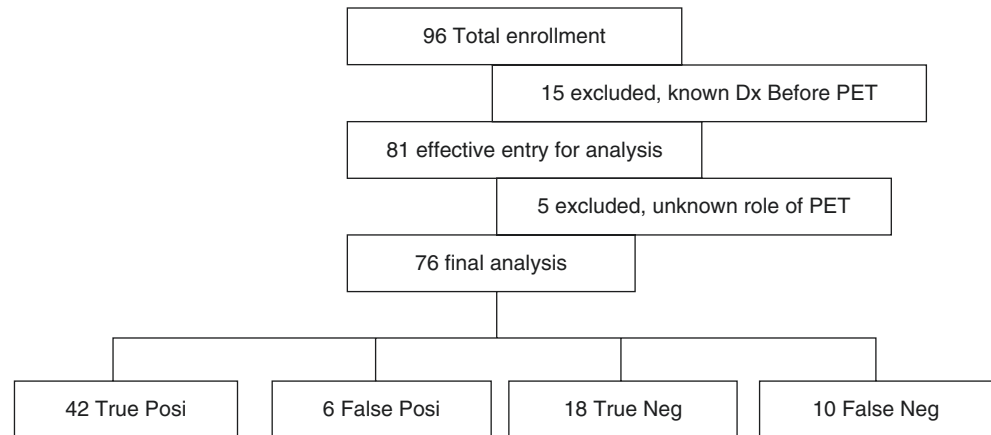 96 Total enrollment
15 excluded, known Dx Before PET
81 effective entry for analysis
5 excluded, unknown role of PET
76 final analysis
42 True Posi
6 False Posi
18 True Neg
10 False Neg